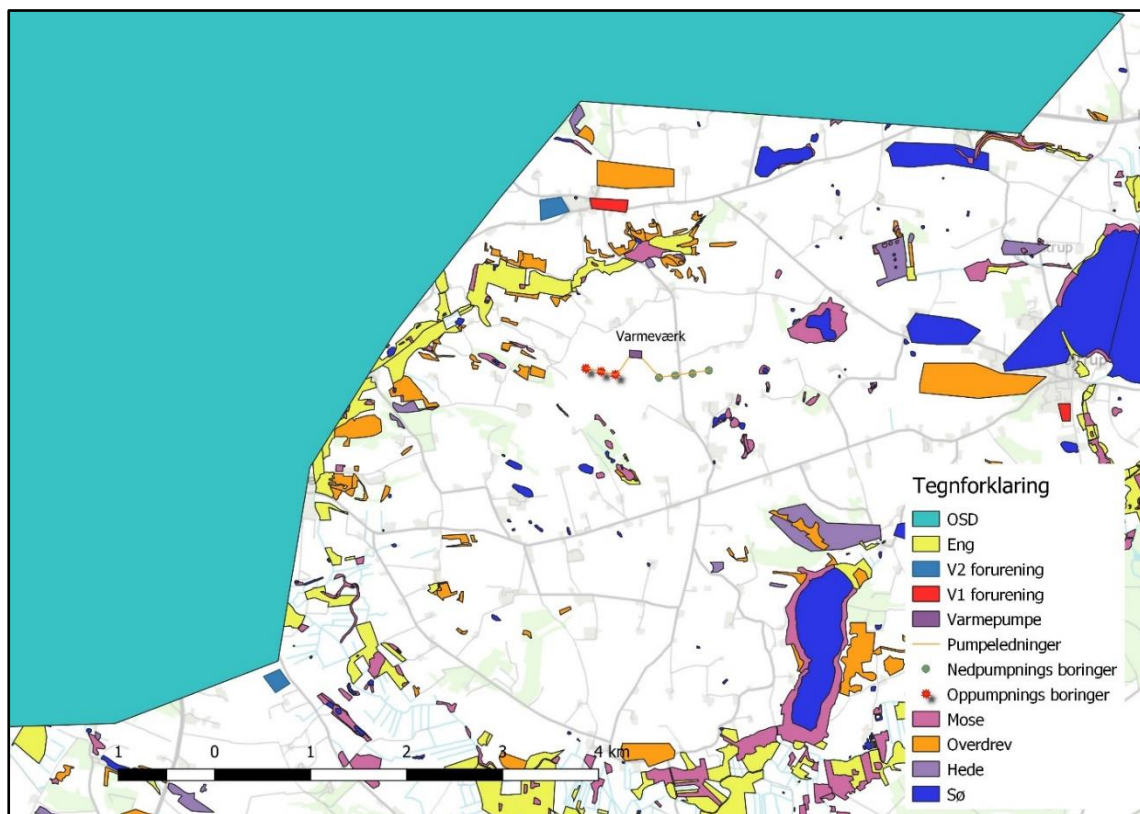 Varmeværk
Tegnforklaring
OSD
Eng
V2 forurening
V1 forurening
Varmepumpe
Pumpeledninger
Nedpumpnings boringer
Oppumpnings boringer
Mose
Overdrev
Hede
Sø
1 0 1 2 3 4 km